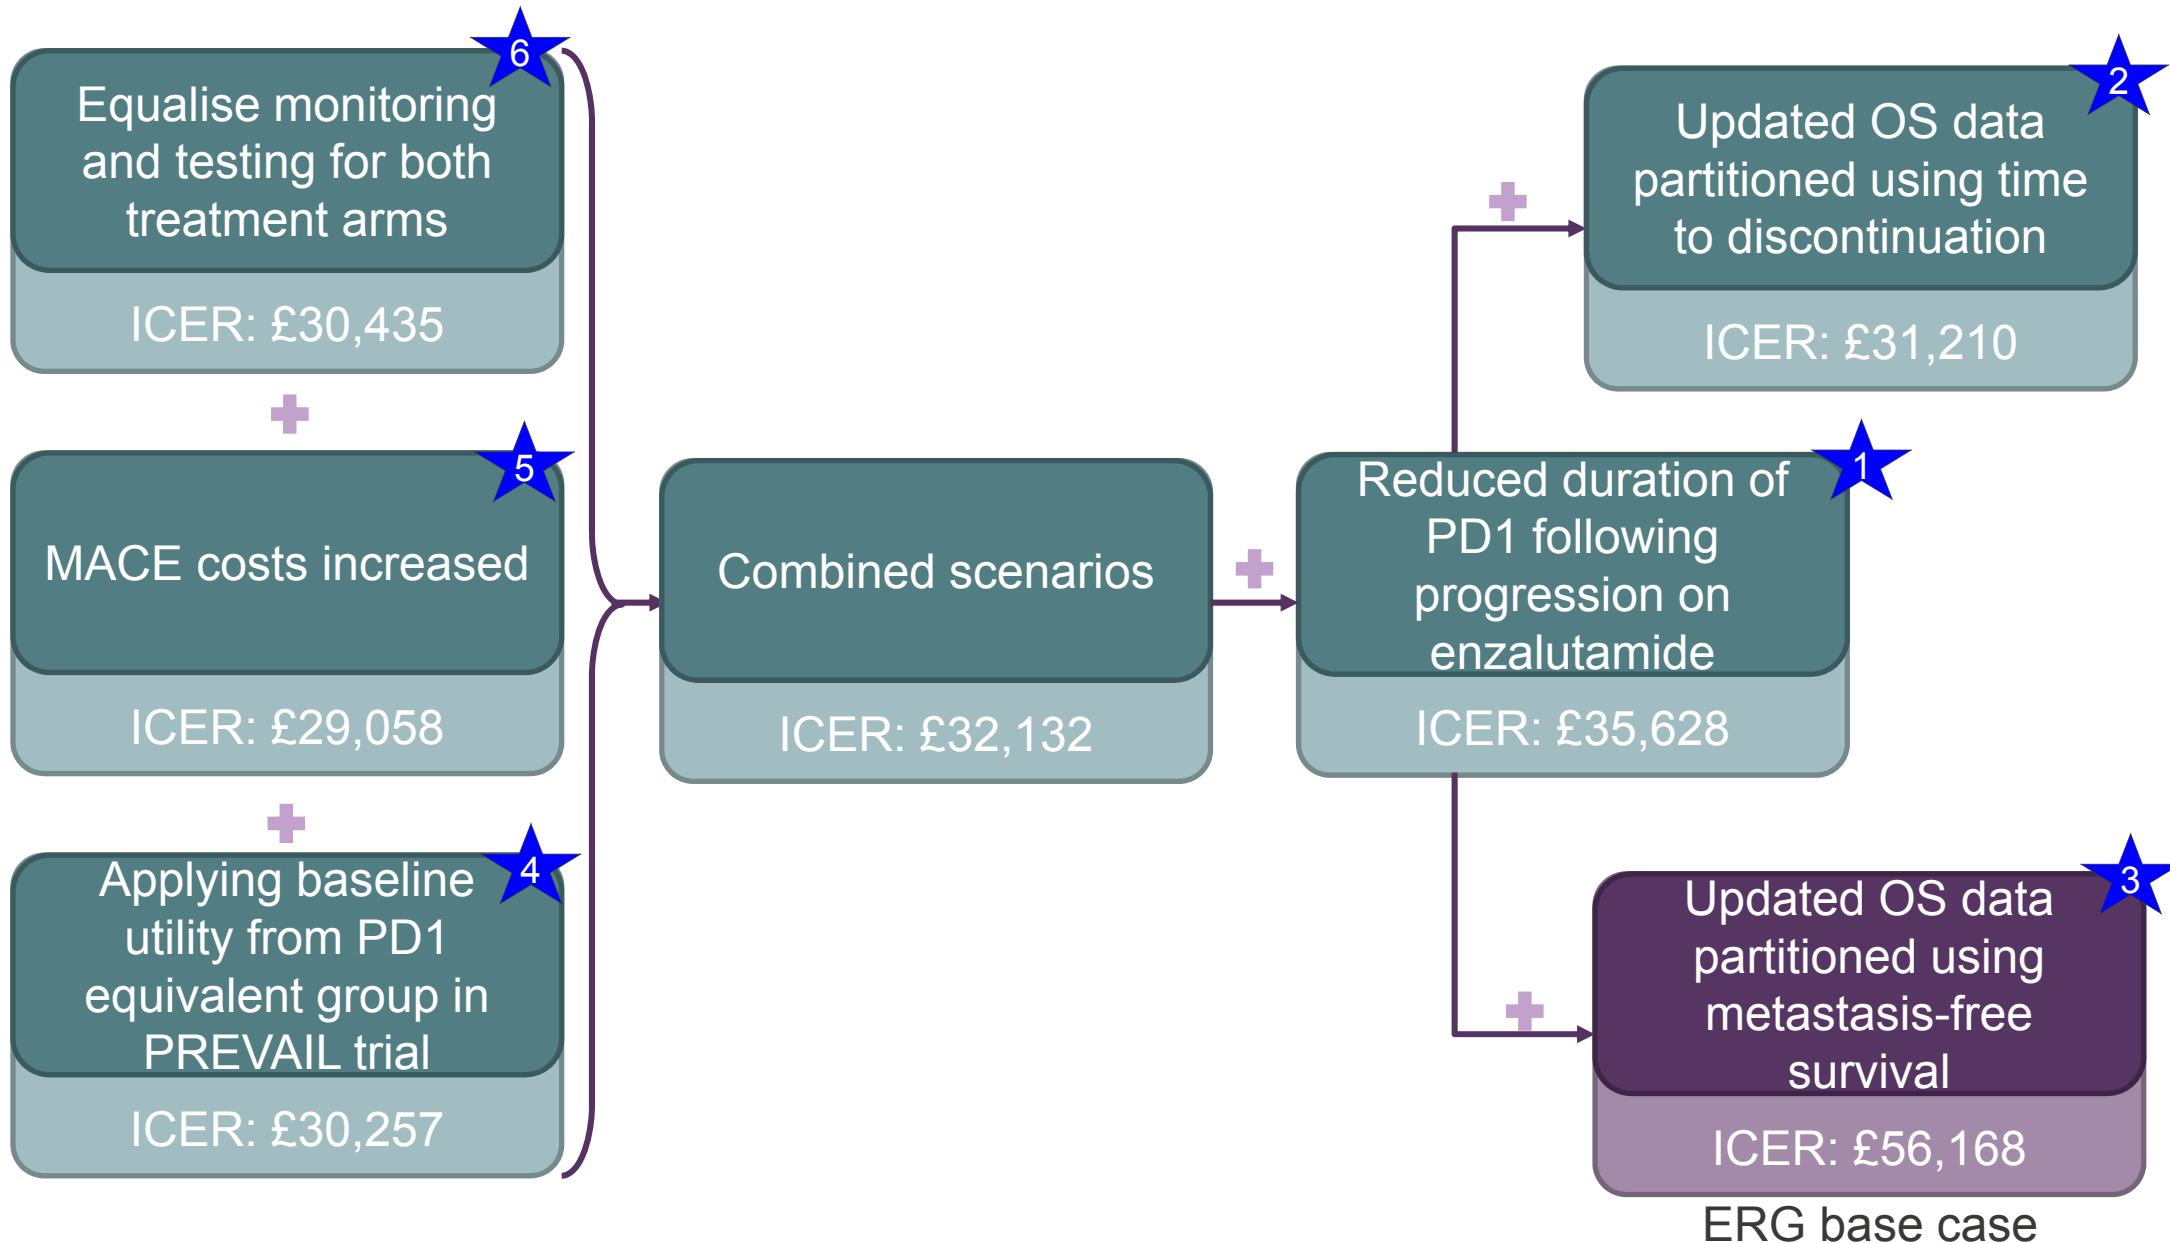 6
Equalise monitoring
and testing for both
treatment arms
ICER: £30,435
5
MACE costs increased
ICER: £29,058
4
Applying baseline
utility from PD1
equivalent group in
PREVAIL trial
ICER: £30,257
Combined scenarios
ICER: £32,132
1
Reduced duration of
PD1 following
progression on
enzalutamide
ICER: £35,628
2
Updated OS data
partitioned using time
to discontinuation
ICER: £31,210
3
Updated OS data
partitioned using
metastasis-free
survival
ICER: £56,168
ERG base case